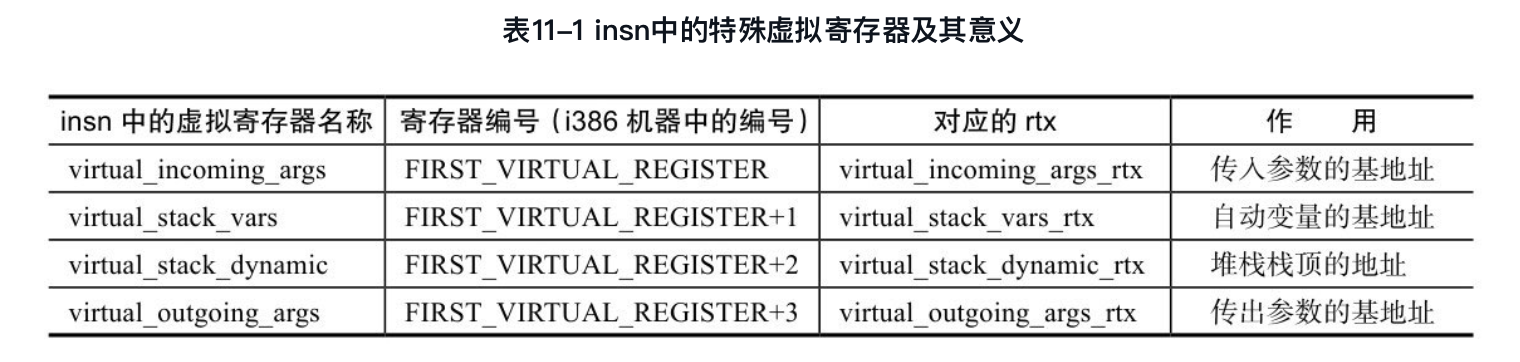 表11–1 insn中的特殊虚拟寄存器及其意义
insn 中的虚拟寄存器名称 寄存器编号（i386 机器中的编号） 对应的 rtx 作 用
virtual_incoming_args FIRST_VIRTUAL_REGISTER virtual_incoming_args_rtx 传入参数的基地址
virtual_stack_vars FIRST_VIRTUAL_REGISTER+1 virtual_stack_vars_rtx 自动变量的基地址
virtual_stack_dynamic FIRST_VIRTUAL_REGISTER+2 virtual_stack_dynamic_rtx 堆栈栈顶的地址
virtual_outgoing_args FIRST_VIRTUAL_REGISTER+3 virtual_outgoing_args_rtx 传出参数的基地址